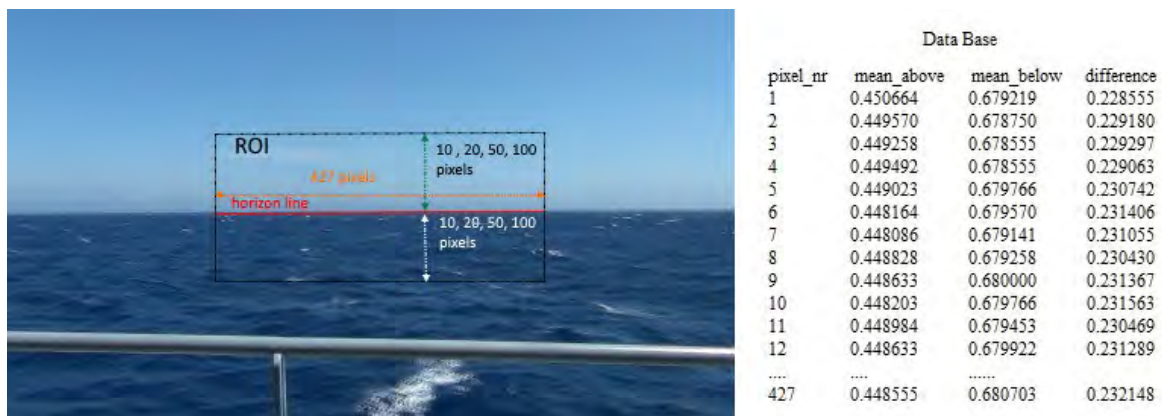 ROI
10 , 20, 50, 100
pixels
427 pixels
horizon line
10, 20, 50, 100
pixels
Data Base
pixel_nr mean_above mean_below difference
1 0.450664 0.679219 0.228555
2 0.449570 0.678750 0.229180
3 0.449258 0.678555 0.229297
4 0.449492 0.678555 0.229063
5 0.449023 0.679766 0.230742
6 0.448164 0.679570 0.231406
7 0.448086 0.679141 0.231055
8 0.448828 0.679258 0.230430
9 0.448633 0.680000 0.231367
10 0.448203 0.679766 0.231563
11 0.448984 0.679453 0.230469
12 0.448633 0.679922 0.231289
.... .... ......
427 0.448555 0.680703 0.232148